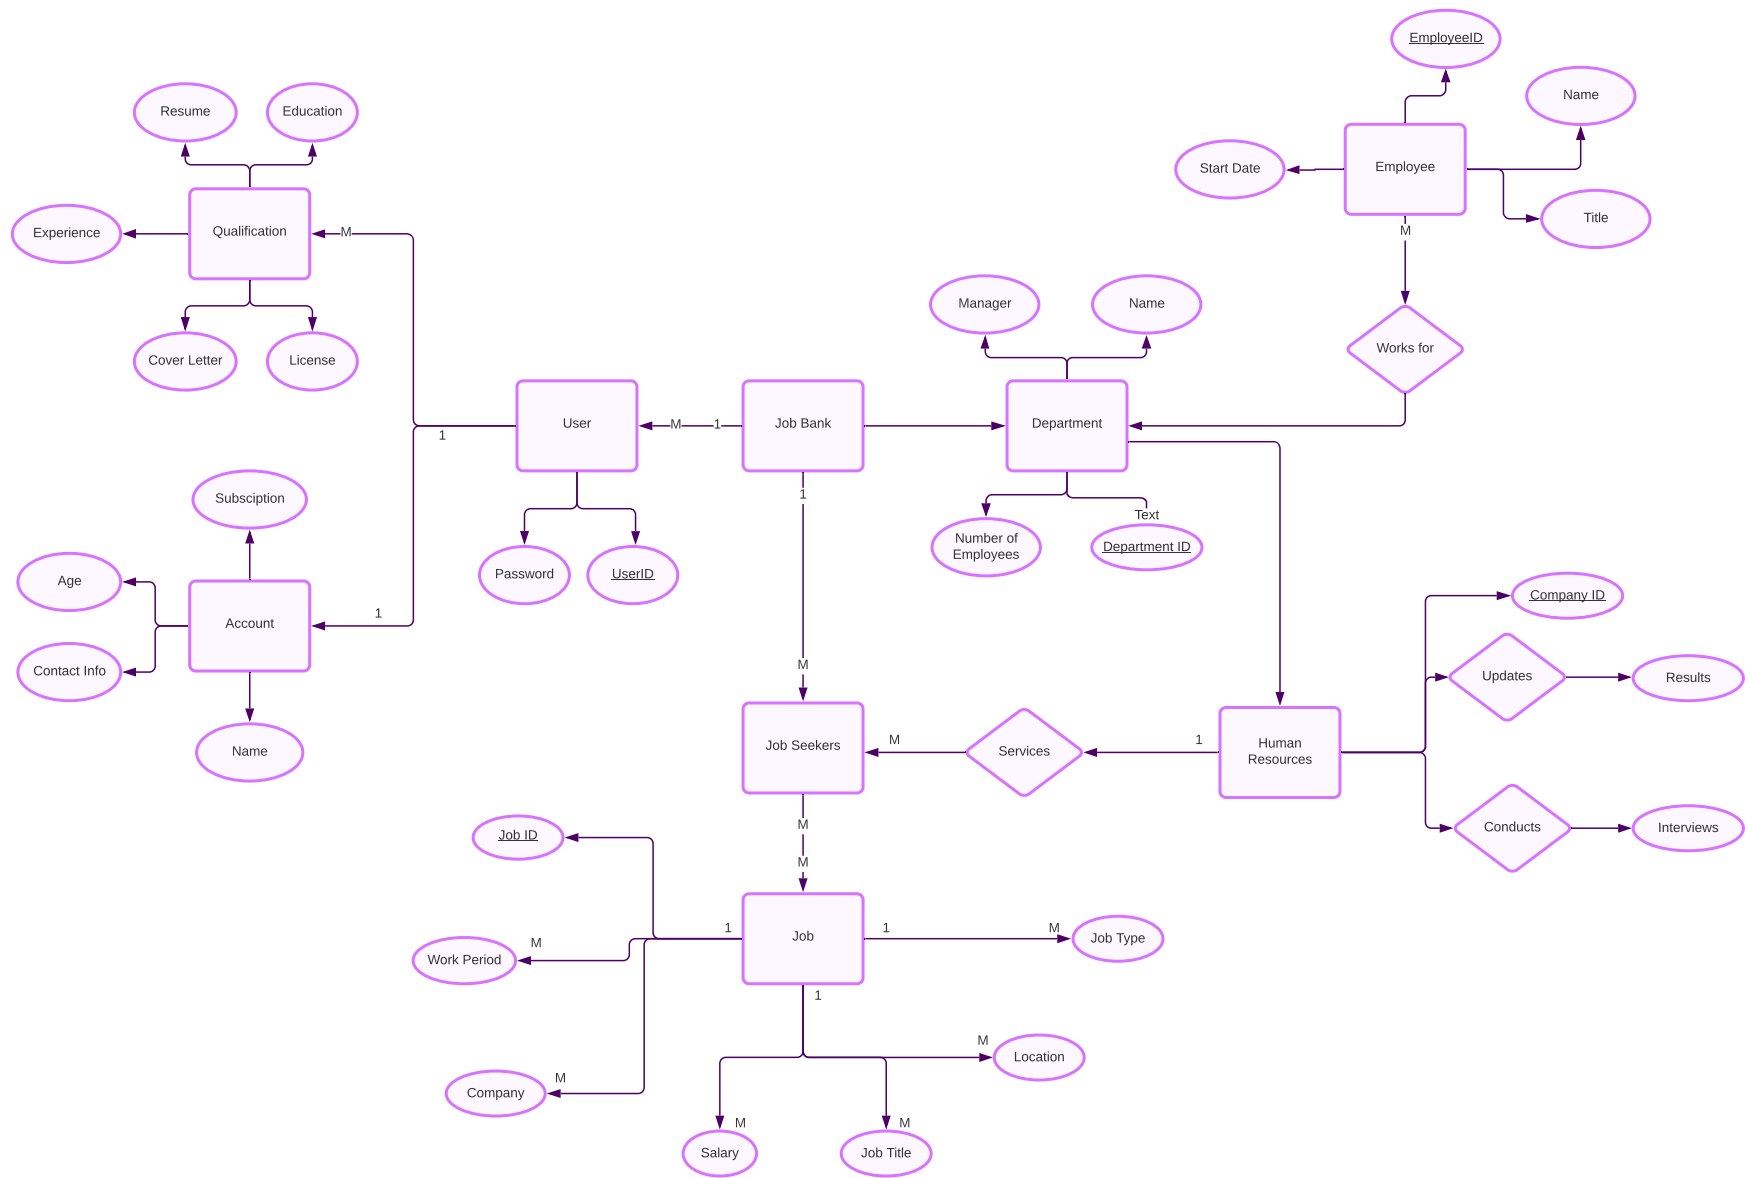 EmployeeID
Name
Resume
Education
Employee
Start Date
Title
Experience
Qualification
M
M
Manager
Name
Works for
Cover Letter
License
User
M
1
Job Bank
Department
1
Subsciption
1
Text
Number of
Employees
Department ID
Password
UserID
Age
Company ID
1
Account
Contact Info
M
Updates
Results
Name
Job Seekers
M
Services
1
Human
Resources
M
Job ID
Conducts
Interviews
M
1
Job
1
M
Job Type
M
Work Period
1
M
Location
M
Company
M
M
Salary
Job Title